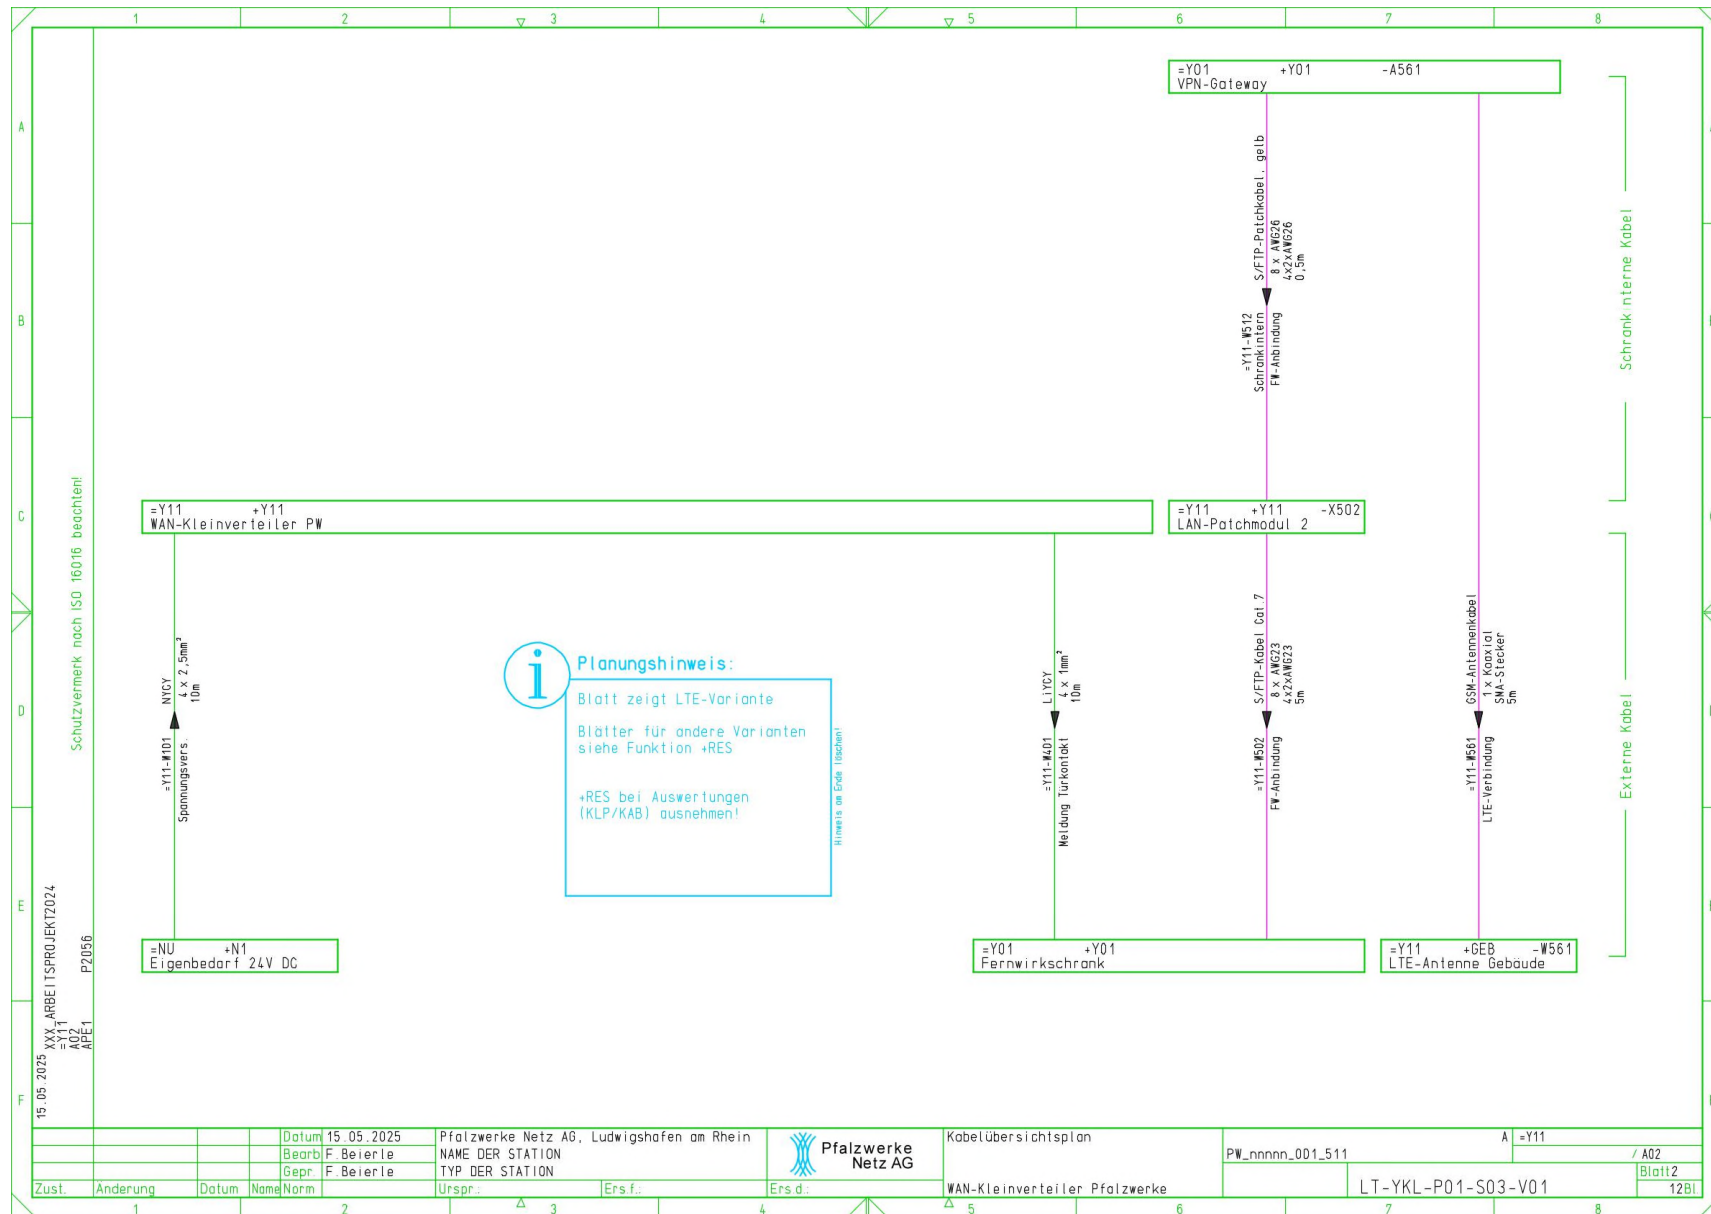 1 2 3 4 5 6 7 8
=Y01 +Y01 -A561
VPN-Gateway
A
B
C
D
E
F
S/FTP-Patchkabel, gelb
8 x AWG26
4x2xAWG26
0,5m
=Y11-W512
Schrankintern
FW-Anbindung
Schrankinterne Kabel
=Y11 +Y11
WAN-Kleinverteiler PW
=Y11 +Y11 -X502
LAN-Patchmodul 2
Schutzvermerk nach ISO 16016 beachten!
NYCY
4 x 2,5mm²
10m
=Y11-W101
Spannungsvers.
Planungshinweis:
Blatt zeigt LTE-Variante
Blätter für andere Varianten
siehe Funktion +RES
+RES bei Auswertungen
(KLP/KAB) ausnehmen!
Hinweis am Ende löschen!
LiYCY
4 x 1mm²
10m
=Y11-W401
Meldung Türkontakt
S/FTP-Kabel Cat.7
8 x AWG23
4x2xAWG23
5m
=Y11-W502
FW-Anbindung
GSM-Antennenkabel
1 x Koaxial
SMA-Stecker
5m
=Y11-W561
LTE-Verbindung
Externe Kabel
=NU +N1
Eigenbedarf 24V DC
=Y01 +Y01
Fernwirkschrank
=Y11 +GEB -W561
LTE-Antenne Gebäude
15.05.2025
XXX_ARBEITSPROJEKT2024
=Y11
A02
APE1 P2056
Datum 15.05.2025
Bearb F.Beierle
Gepr. F.Beierle
Zust. Änderung Datum Name Norm
Pfalzwerke Netz AG, Ludwigshafen am Rhein
NAME DER STATION
TYP DER STATION
Urspr.: Ers.f.: Ers.d.:
Pfalzwerke
Netz AG
Kabelübersichtsplan
WAN-Kleinverteiler Pfalzwerke
A =Y11
PW_nnnnn_001_511 / A02
LT-YKL-P01-S03-V01
Blatt2
12Bl.
1 2 3 4 5 6 7 8